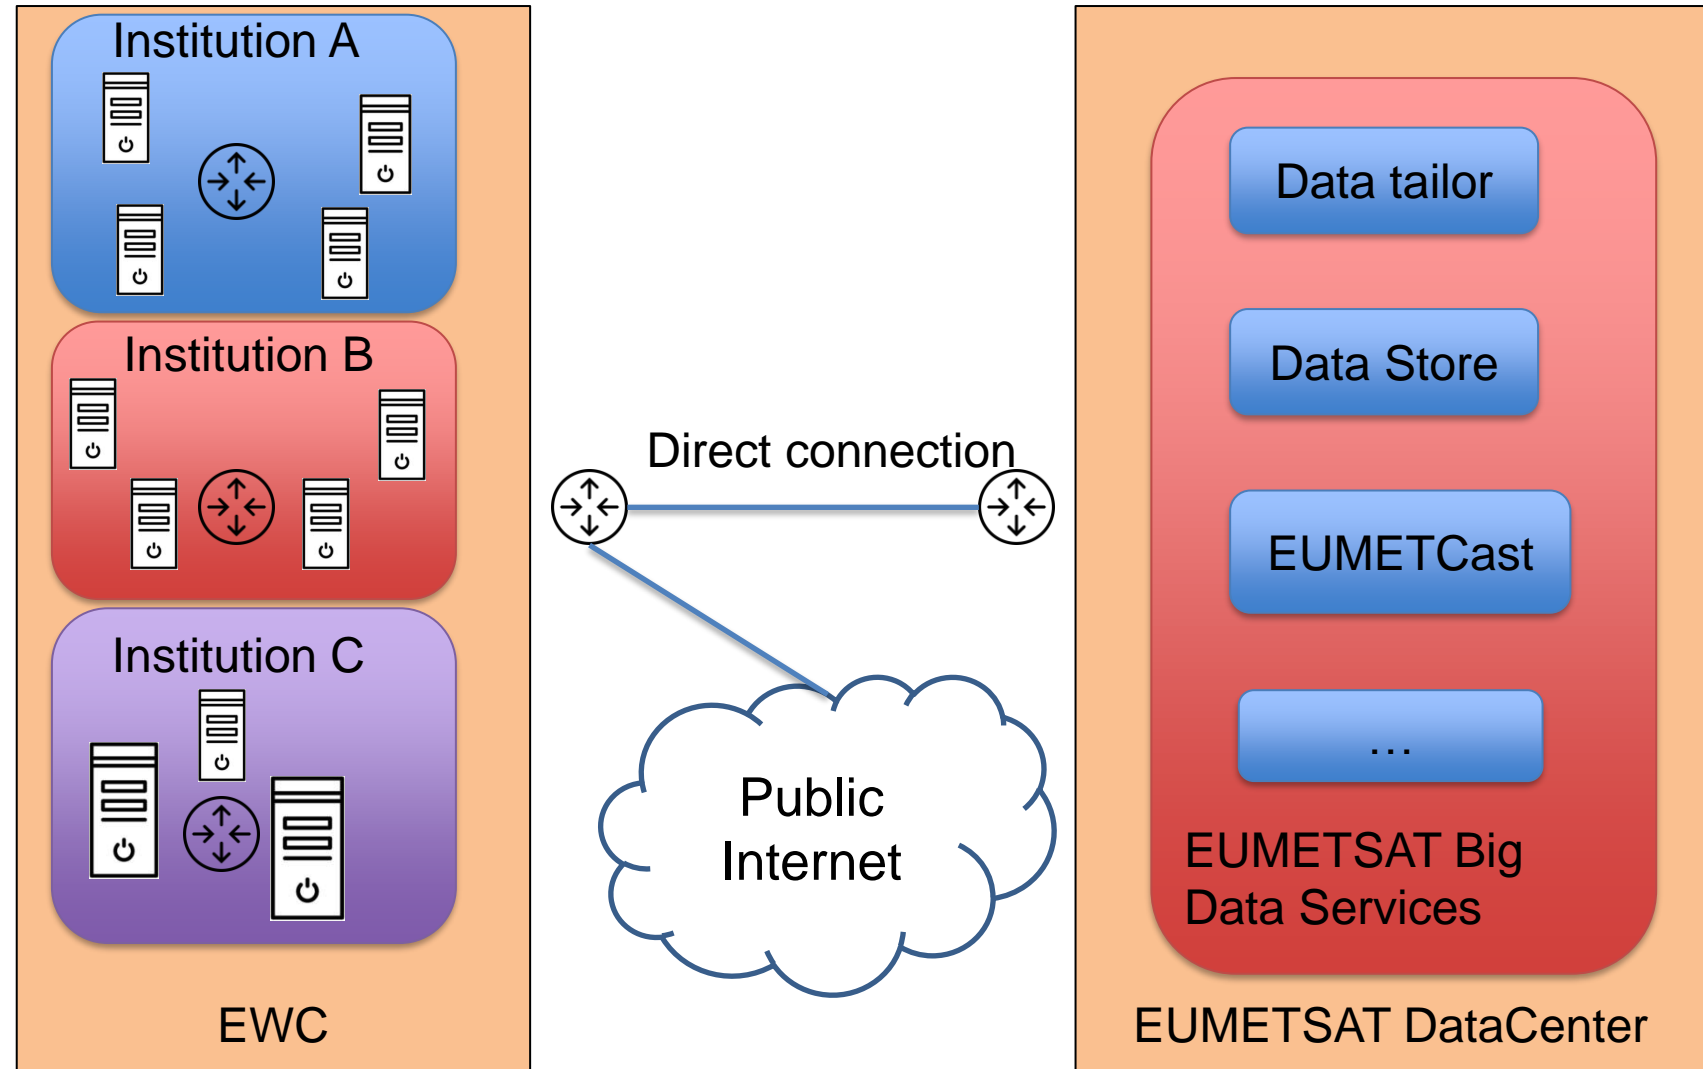 Institution A
Institution B
Institution C
EWC
Direct connection
Public
Internet
Data tailor
Data Store
EUMETCast
...
EUMETSAT Big
Data Services
EUMETSAT DataCenter